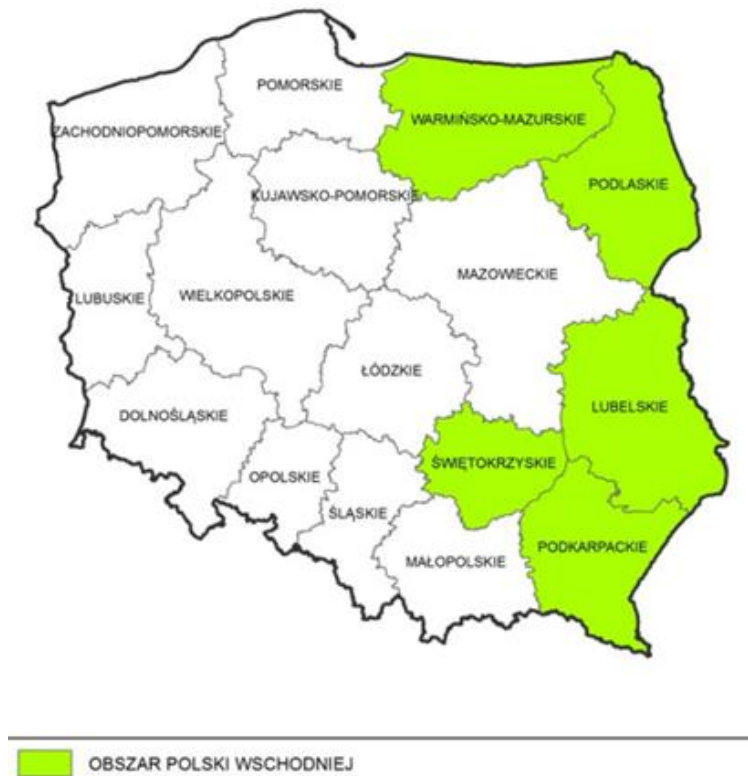 POMORSKIE
WARMIŃSKO-MAZURSKIE
ZACHODNIOPOMORSKIE
PODLASKIE
KUJAWSKO-POMORSKIE
MAZOWIECKIE
LUBUSKIE
WIELKOPOLSKIE
ŁÓDZKIE
LUBELSKIE
DOLNOŚLĄSKIE
ŚWIĘTOKRZYSKIE
OPOLSKIE
ŚLĄSKIE
PODKARPACKIE
MAŁOPOLSKIE
OBSZAR POLSKI WSCHODNIEJ